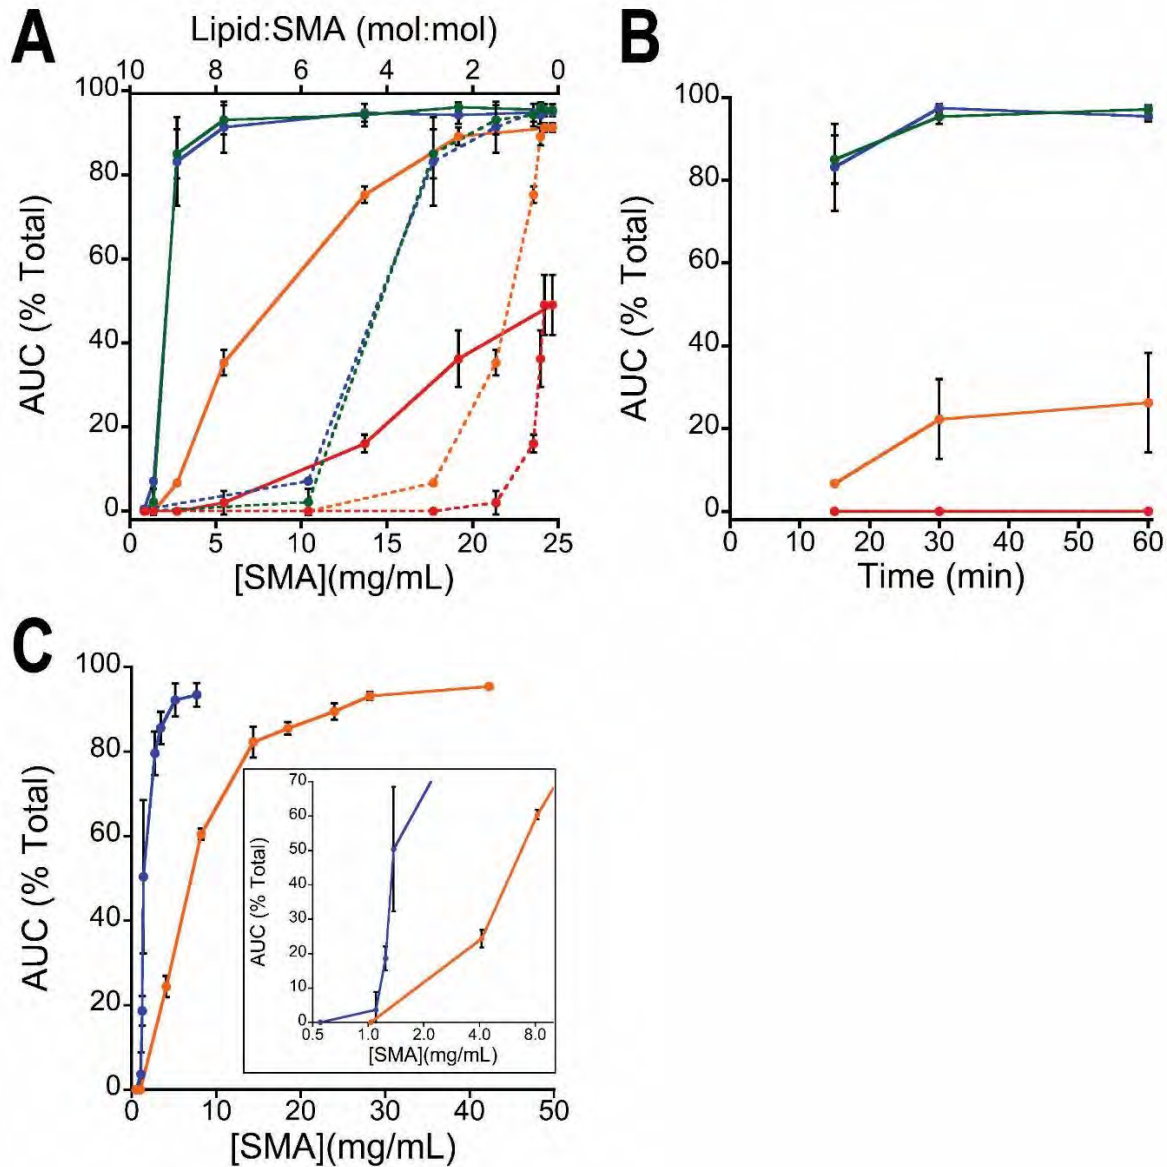 A
Lipid:SMA (mol:mol)
10 8 6 4 2 0
100
80
60
40
20
0
AUC (% Total)
0 5 10 15 20 25
[SMA](mg/mL)
B
100
80
60
40
20
0
AUC (% Total)
0 10 20 30 40 50 60
Time (min)
C
100
80
60
40
20
0
AUC (% Total)
0 10 20 30 40 50
[SMA](mg/mL)
70
60
50
40
30
20
10
0
AUC (% Total)
0.5 1.0 2.0 4.0 8.0
[SMA](mg/mL)